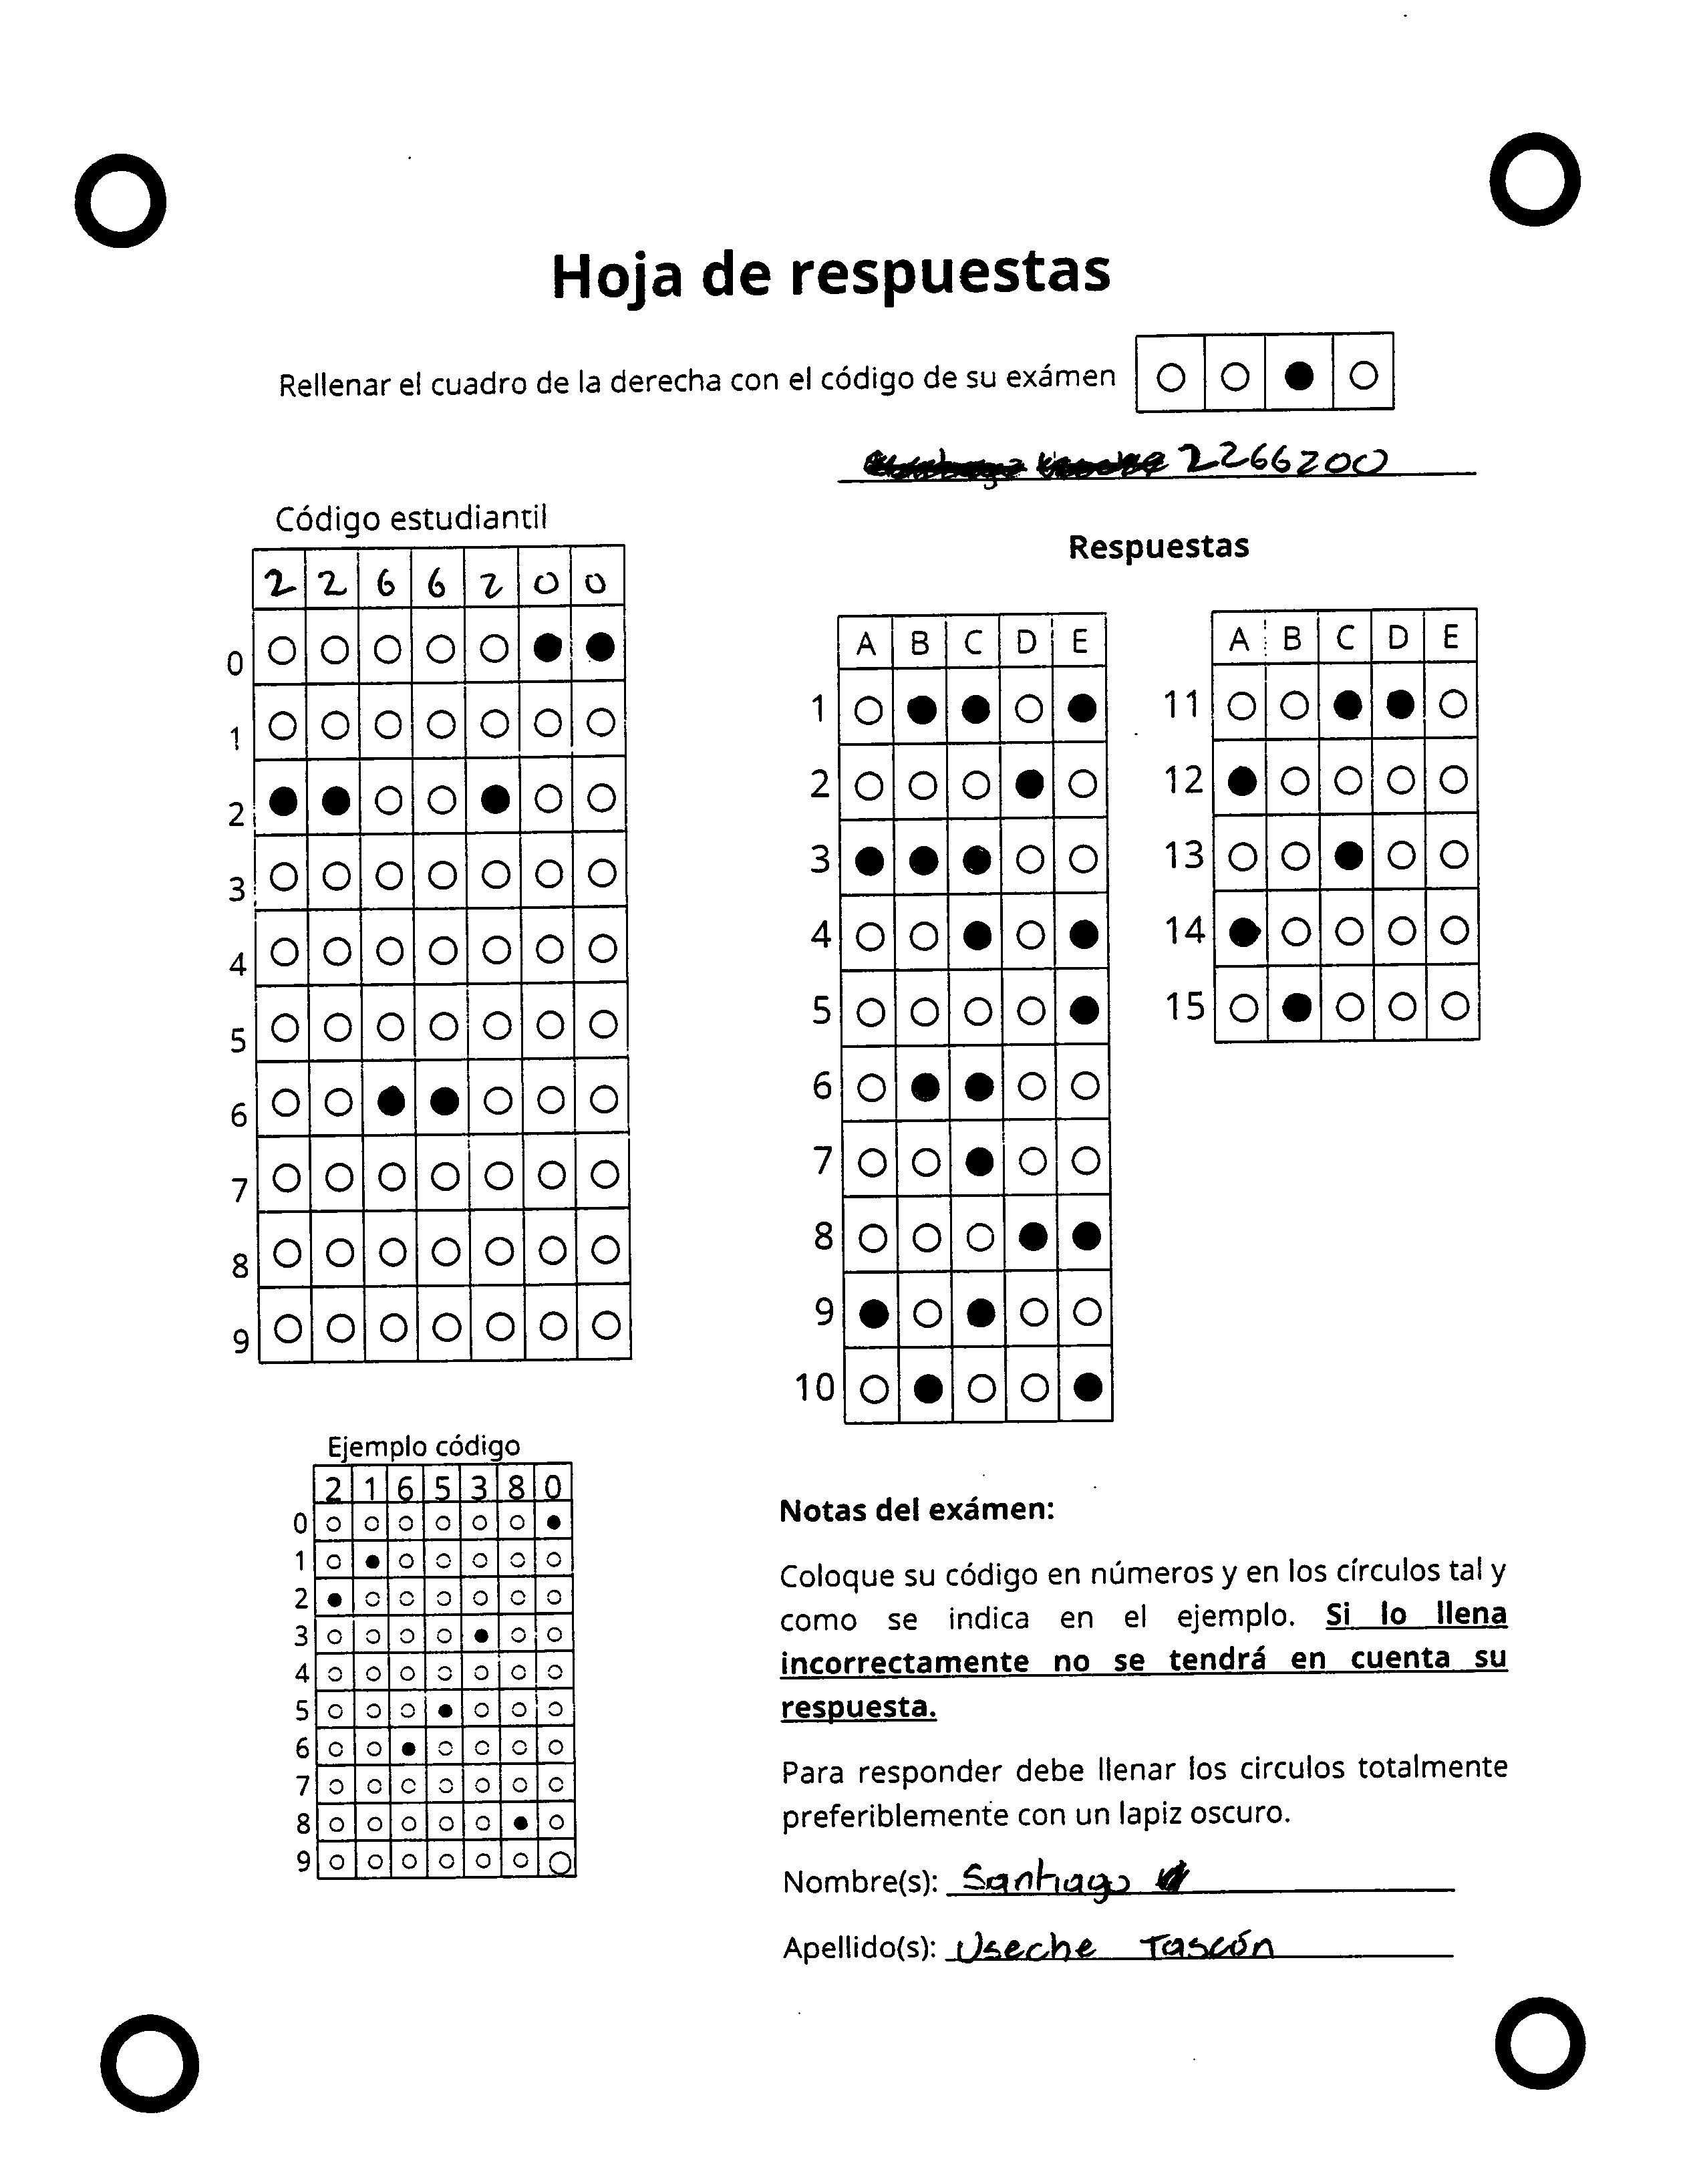 Hoja de respuestas
Rellenar el cuadro de la derecha con el código de su exámen
2266200
Código estudiantil
2 2 6 6 2 0 0
0
1
2
3
4
5
6
7
8
9
Respuestas
A B C D E
1
2
3
4
5
6
7
8
9
10
A B C D E
11
12
13
14
15
Ejemplo código
2 1 6 5 3 8 0
0
1
2
3
4
5
6
7
8
9
Notas del exámen:
Coloque su código en números y en los círculos tal y
como se indica en el ejemplo. Si lo llena
incorrectamente no se tendrá en cuenta su
respuesta.
Para responder debe llenar los circulos totalmente
preferiblemente con un lapiz oscuro.
Nombre(s): Santiago
Apellido(s): Useche Tascón